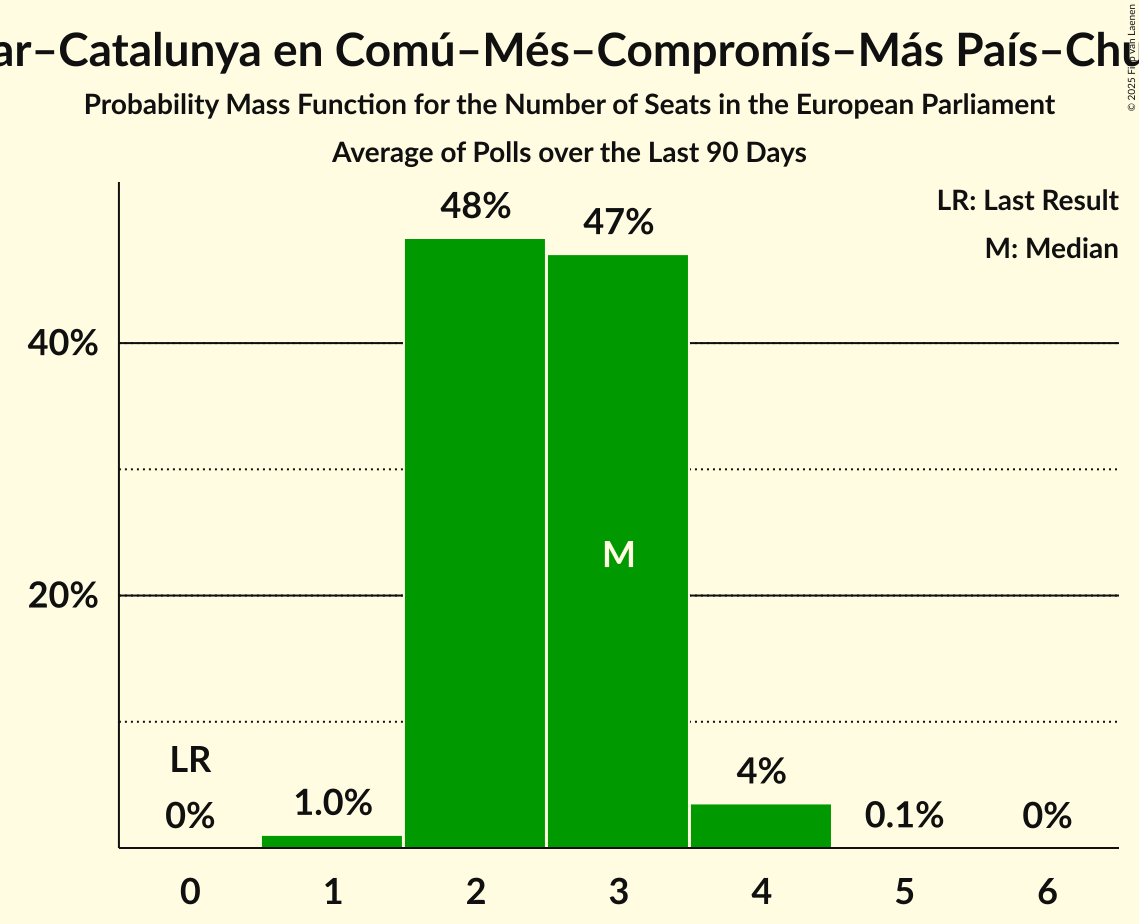 ar–Catalunya en Comú–Més–Compromís–Más País–Chu
Probability Mass Function for the Number of Seats in the European Parliament
Average of Polls over the Last 90 Days
© 2025 Filip van Laenen
LR: Last Result
M: Median
48%
47%
40%
M
20%
LR
0%
1.0%
4%
0.1%
0%
0 1 2 3 4 5 6